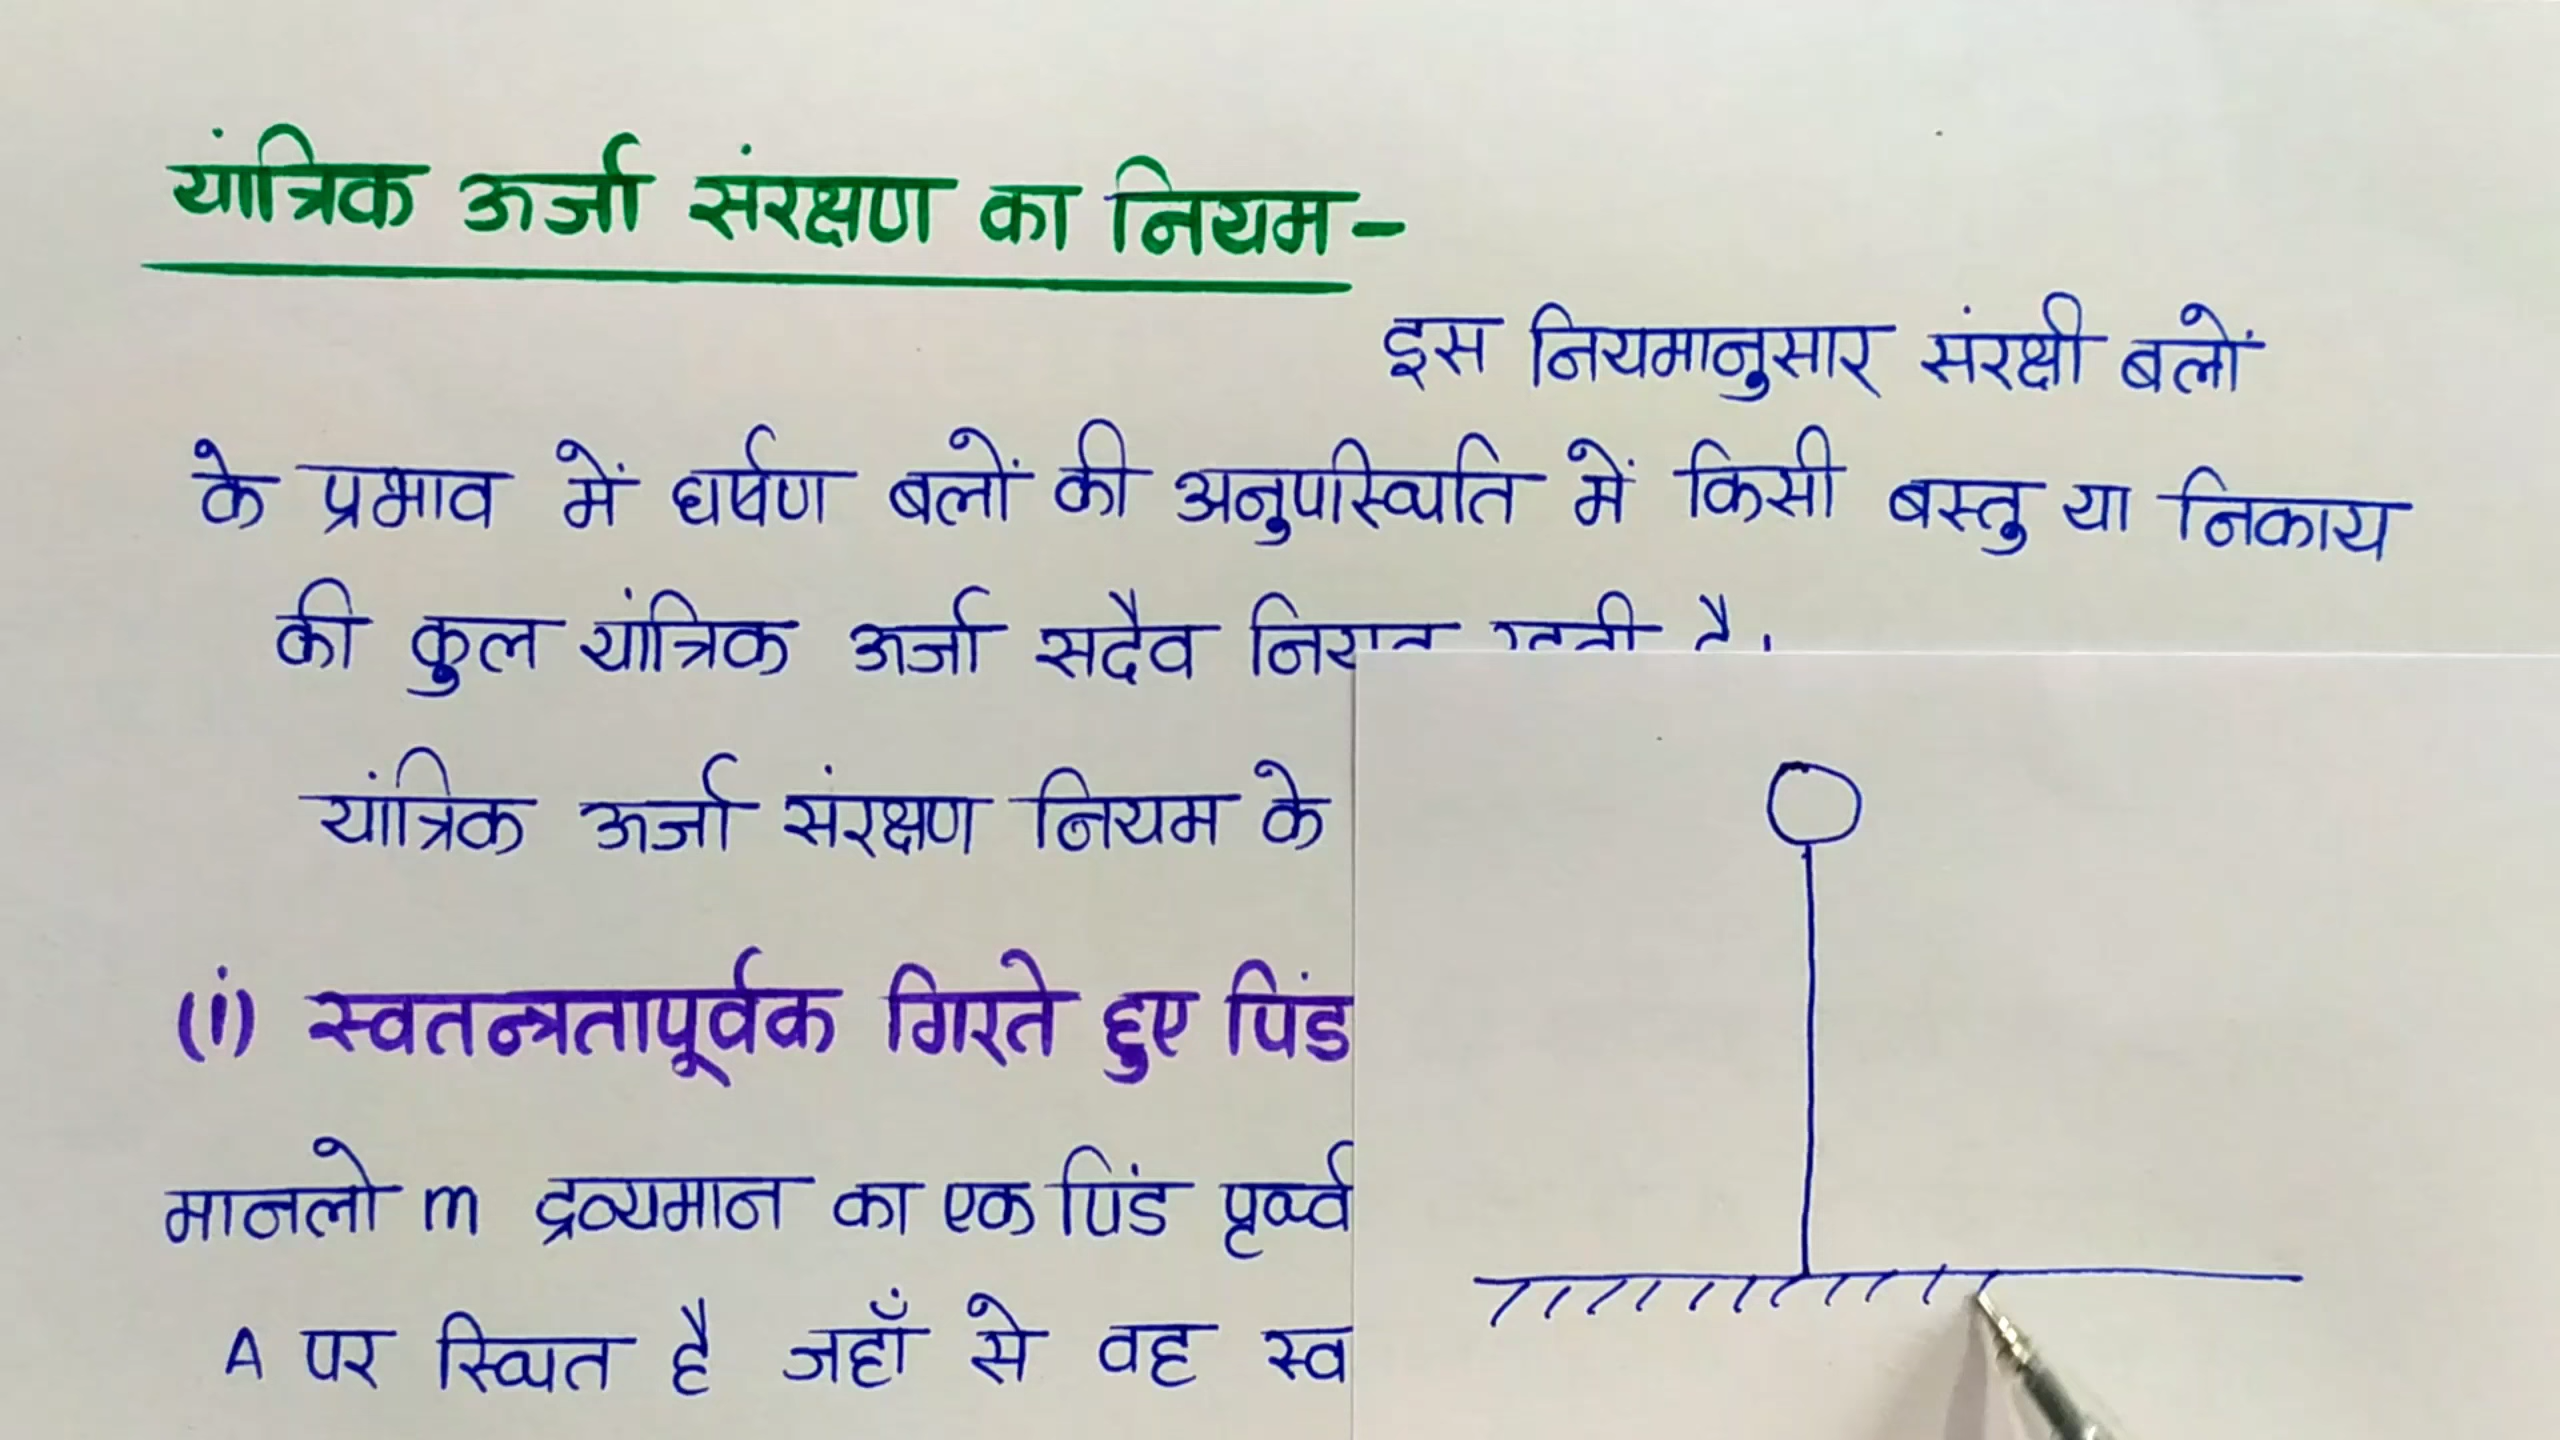 यांत्रिक ऊर्जा संरक्षण का नियम-
इस नियमानुसार संरक्षी बलों
के प्रभाव में घर्षण बलों की अनुपस्थिति में किसी बस्तु या निकाय
की कुल यांत्रिक ऊर्जा सदैव
यांत्रिक ऊर्जा संरक्षण नियम के
(i) स्वतन्त्रतापूर्वक गिरते हुए पिंड
मानलो m द्रव्यमान का एक पिंड
A पर स्थित है जहाँ से वह स्व